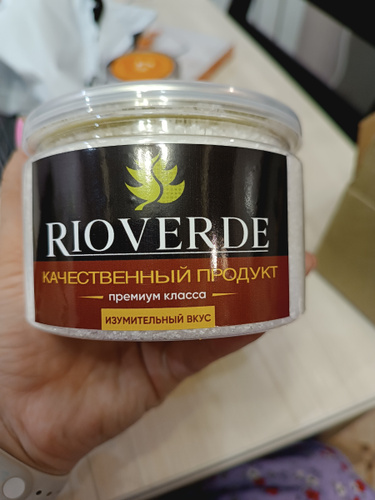 RIOVERDE
КАЧЕСТВЕННЫЙ ПРОДУКТ
премиум класса
ИЗУМИТЕЛЬНЫЙ ВКУС